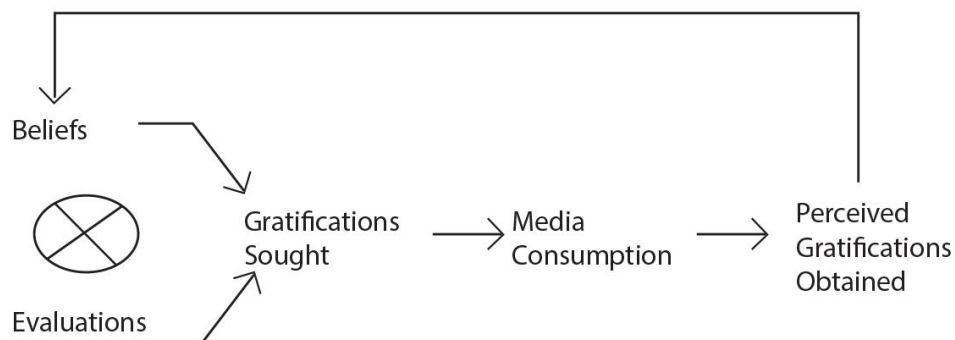 Beliefs
Gratifications
Sought
Media
Consumption
Perceived
Gratifications
Obtained
Evaluations